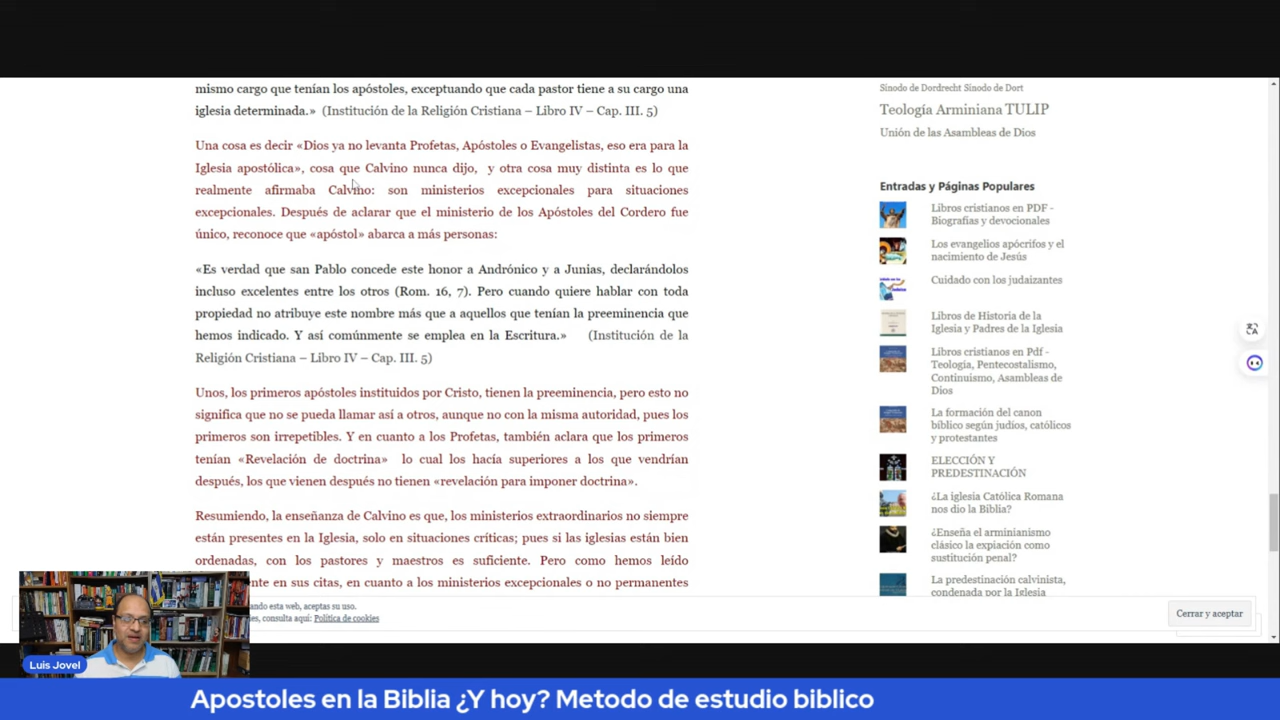 mismo cargo que tenían los apóstoles, exceptuando que cada pastor tiene a su cargo una
iglesia determinada.» (Institución de la Religión Cristiana – Libro IV – Cap. III. 5)
Una cosa es decir «Dios ya no levanta Profetas, Apóstoles o Evangelistas, eso era para la
Iglesia apostólica», cosa que Calvino nunca dijo, y otra cosa muy distinta es lo que
realmente afirmaba Calvino: son ministerios excepcionales para situaciones
excepcionales. Después de aclarar que el ministerio de los Apóstoles del Cordero fue
único, reconoce que «apóstol» abarca a más personas:
«Es verdad que san Pablo concede este honor a Andrónico y a Junias, declarándolos
incluso excelentes entre los otros (Rom. 16, 7). Pero cuando quiere hablar con toda
propiedad no atribuye este nombre más que a aquellos que tenían la preeminencia que
hemos indicado. Y así comúnmente se emplea en la Escritura.» (Institución de la
Religión Cristiana – Libro IV – Cap. III. 5)
Unos, los primeros apóstoles instituidos por Cristo, tienen la preeminencia, pero esto no
significa que no se pueda llamar así a otros, aunque no con la misma autoridad, pues los
primeros son irrepetibles. Y en cuanto a los Profetas, también aclara que los primeros
tenían «Revelación de doctrina» lo cual los hacía superiores a los que vendrían
después, los que vienen después no tienen «revelación para imponer doctrina».
Resumiendo, la enseñanza de Calvino es que, los ministerios extraordinarios no siempre
están presentes en la Iglesia, solo en situaciones críticas; pues si las iglesias están bien
ordenadas, con los pastores y maestros es suficiente. Pero como hemos leído
en sus citas, en cuanto a los ministerios excepcionales o no permanentes
Sínodo de Dordrecht Sínodo de Dort
Teología Arminiana TULIP
Unión de las Asambleas de Dios
Entradas y Páginas Populares
Libros cristianos en PDF -
Biografías y devocionales
Los evangelios apócrifos y el
nacimiento de Jesús
Cuidado con los judaizantes
Libros de Historia de la
Iglesia y Padres de la Iglesia
Libros cristianos en Pdf -
Teología, Pentecostalismo,
Continuismo, Asambleas de
Dios
La formación del canon
bíblico según judíos, católicos
y protestantes
ELECCIÓN Y
PREDESTINACIÓN
¿La iglesia Católica Romana
nos dio la Biblia?
¿Enseña el arminianismo
clásico la expiación como
sustitución penal?
La predestinación calvinista,
condenada por la Iglesia
esta web, aceptas su uso.
consulta aquí: Política de cookies
Cerrar y aceptar
Luis Jovel
Apostoles en la Biblia ¿Y hoy? Metodo de estudio biblico